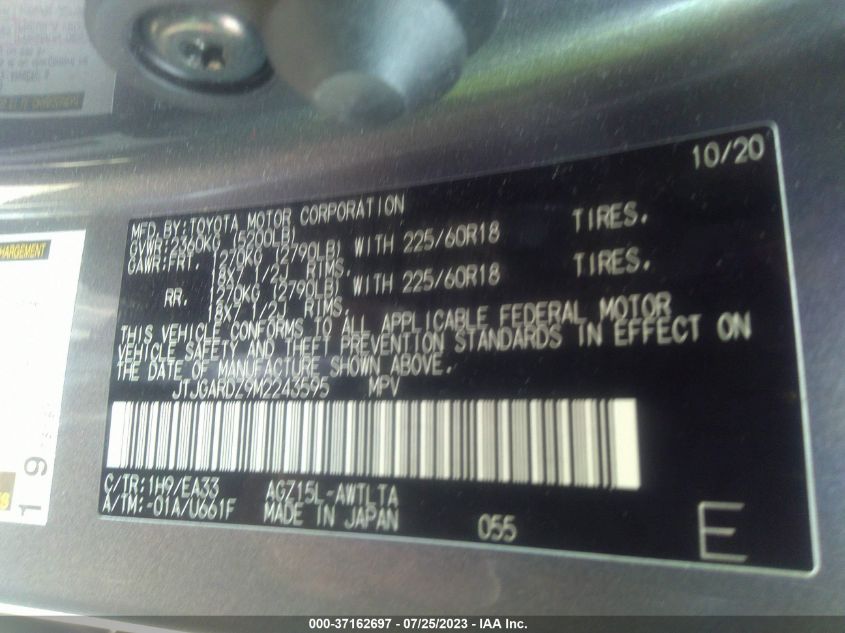 10/20
MFD. BY: TOYOTA MOTOR CORPORATION
GVWR: 2360KG (5200LB)
GAWR: FRT. 1270KG (2790LB) WITH 225/60R18 TIRES,
18X7 1/2J RIMS,
RR. 1270KG (2790LB) WITH 225/60R18 TIRES,
18X7 1/2J RIMS.
THIS VEHICLE CONFORMS TO ALL APPLICABLE FEDERAL MOTOR
VEHICLE SAFETY AND THEFT PREVENTION STANDARDS IN EFFECT ON
THE DATE OF MANUFACTURE SHOWN ABOVE.
JTJGARDZ9M2243595 MPV
C/TR: 1H9/EA33 AGZ15L-AWTLTA
A/TM: -01A/U661F MADE IN JAPAN 055 E
HARGEMENT
19
000-37162697 - 07/25/2023 - IAA Inc.